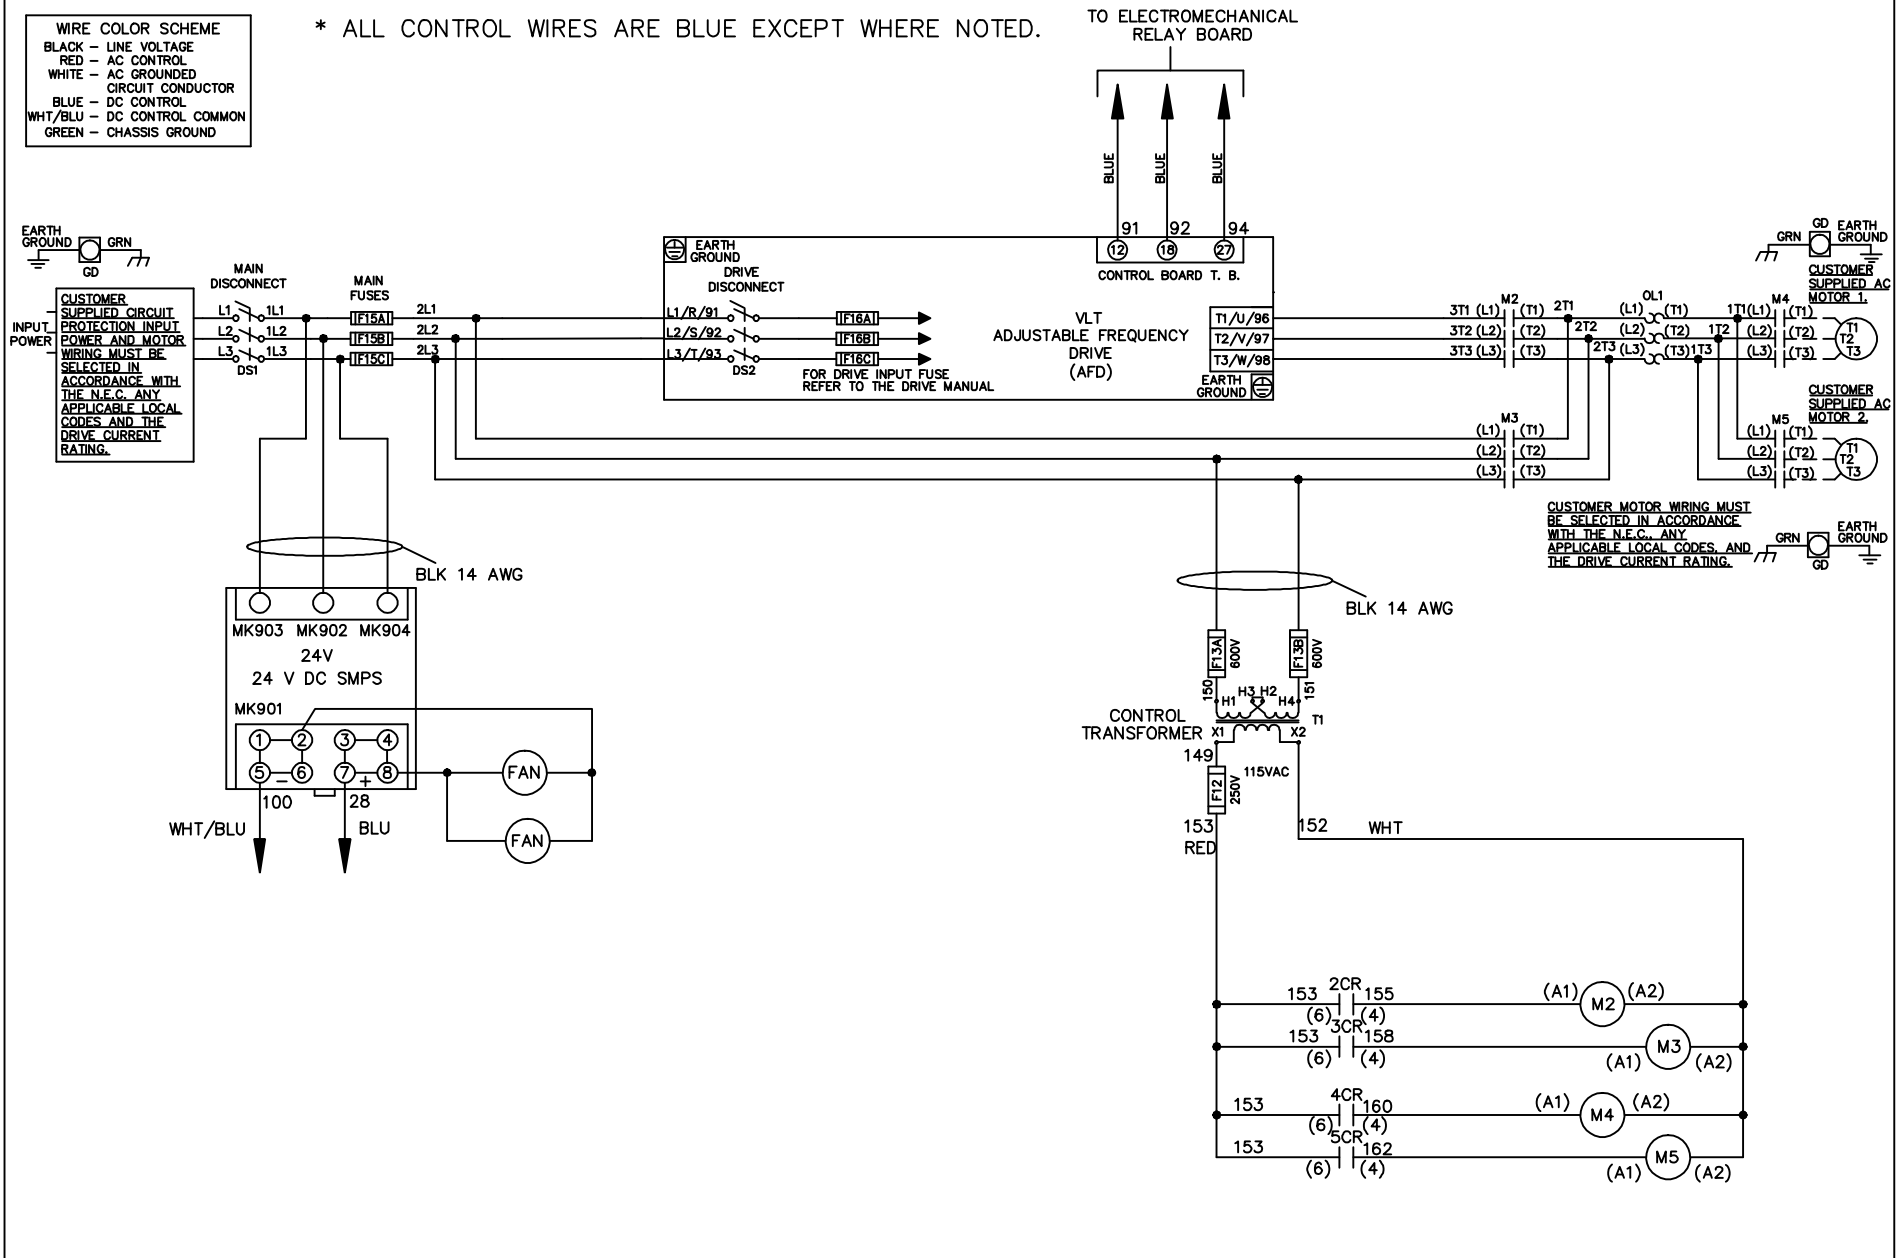 WIRE COLOR SCHEME
BLACK – LINE VOLTAGE
RED – AC CONTROL
WHITE – AC GROUNDED
CIRCUIT CONDUCTOR
BLUE – DC CONTROL
WHT/BLU – DC CONTROL COMMON
GREEN – CHASSIS GROUND
* ALL CONTROL WIRES ARE BLUE EXCEPT WHERE NOTED.
TO ELECTROMECHANICAL
RELAY BOARD
BLUE
BLUE
BLUE
91 92 94
12 18 27
CONTROL BOARD T. B.
EARTH
GROUND
GRN
GD
INPUT
POWER
CUSTOMER
SUPPLIED CIRCUIT
PROTECTION INPUT
POWER AND MOTOR
WIRING MUST BE
SELECTED IN
ACCORDANCE WITH
THE N.E.C. ANY
APPLICABLE LOCAL
CODES AND THE
DRIVE CURRENT
RATING.
MAIN
DISCONNECT
L1 1L1
L2 1L2
L3 1L3
DS1
MAIN
FUSES
F15A 2L1
F15B 2L2
F15C 2L3
EARTH
GROUND
DRIVE
DISCONNECT
L1/R/91
L2/S/92
L3/T/93
DS2
F16A
F16B
F16C
FOR DRIVE INPUT FUSE
REFER TO THE DRIVE MANUAL
VLT
ADJUSTABLE FREQUENCY
DRIVE
(AFD)
T1/U/96
T2/V/97
T3/W/98
EARTH
GROUND
M2
3T1 (L1) (T1) 2T1
3T2 (L2) (T2) 2T2
3T3 (L3) (T3) 2T3
OL1
(L1) (T1) 1T1
(L2) (T2) 1T2
(L3) (T3) 1T3
M4
(L1) (T1)
(L2) (T2)
(L3) (T3)
T1
T2
T3
GD
GRN
EARTH
GROUND
CUSTOMER
SUPPLIED AC
MOTOR 1.
M3
(L1) (T1)
(L2) (T2)
(L3) (T3)
M5
(L1) (T1)
(L2) (T2)
(L3) (T3)
T1
T2
T3
CUSTOMER
SUPPLIED AC
MOTOR 2.
CUSTOMER MOTOR WIRING MUST
BE SELECTED IN ACCORDANCE
WITH THE N.E.C., ANY
APPLICABLE LOCAL CODES, AND
THE DRIVE CURRENT RATING.
GRN
GD
EARTH
GROUND
BLK 14 AWG
MK903 MK902 MK904
24V
24 V DC SMPS
MK901
1 2 3 4
5 – 6 7 + 8
100 28
WHT/BLU
BLU
FAN
FAN
BLK 14 AWG
F13A
600V
F13B
600V
150
151
H1 H3 H2 H4
CONTROL
TRANSFORMER
T1
X1 X2
149
115VAC
F12
250V
153
RED
152
WHT
2CR
153 155
(6) (4)
(A1) M2 (A2)
3CR
153 158
(6) (4)
(A1) M3 (A2)
4CR
153 160
(6) (4)
(A1) M4 (A2)
5CR
153 162
(6) (4)
(A1) M5 (A2)